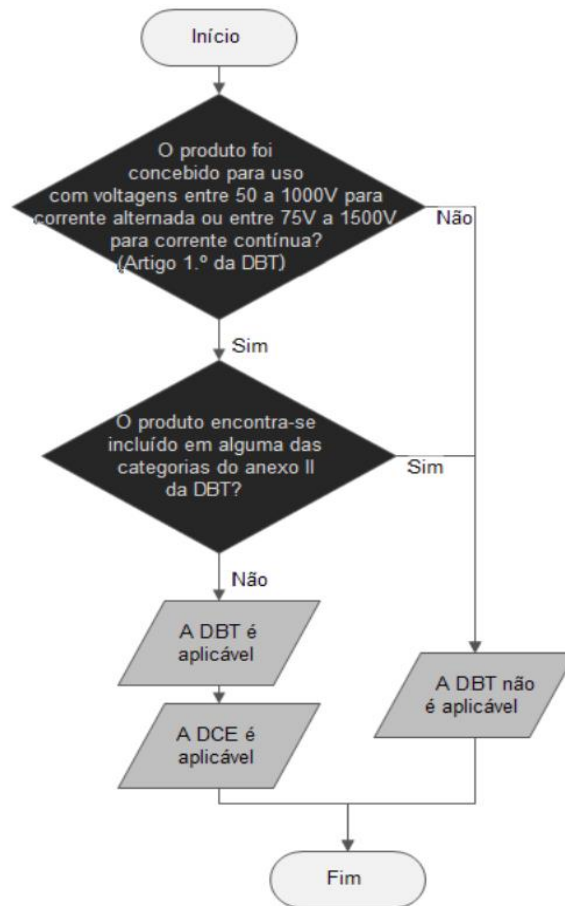 Início
O produto foi
concebido para uso
com voltagens entre 50 a 1000V para
corrente alternada ou entre 75V a 1500V
para corrente contínua?
(Artigo 1.º da DBT)
Não
Sim
O produto encontra-se
incluído em alguma das
categorias do anexo II
da DBT?
Sim
Não
A DBT é
aplicável
A DBT não
é aplicável
A DCE é
aplicável
Fim